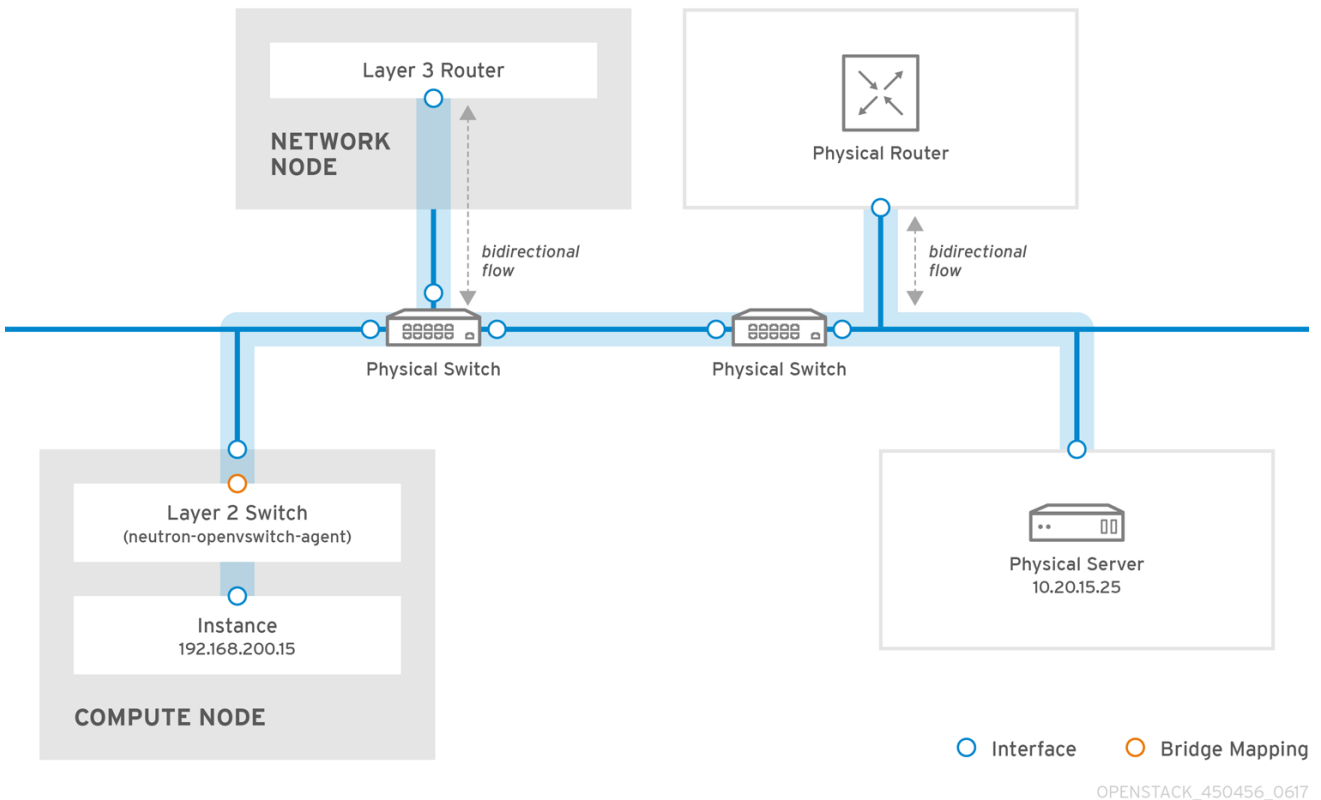 Layer 3 Router
NETWORK
NODE
Physical Router
bidirectional
flow
bidirectional
flow
Physical Switch
Physical Switch
Layer 2 Switch
(neutron-openvswitch-agent)
Instance
192.168.200.15
COMPUTE NODE
Physical Server
10.20.15.25
Interface
Bridge Mapping
OPENSTACK_450456_0617